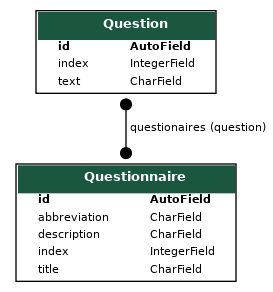 Question
id AutoField
index IntegerField
text CharField
questionaires (question)
Questionnaire
id AutoField
abbreviation CharField
description CharField
index IntegerField
title CharField